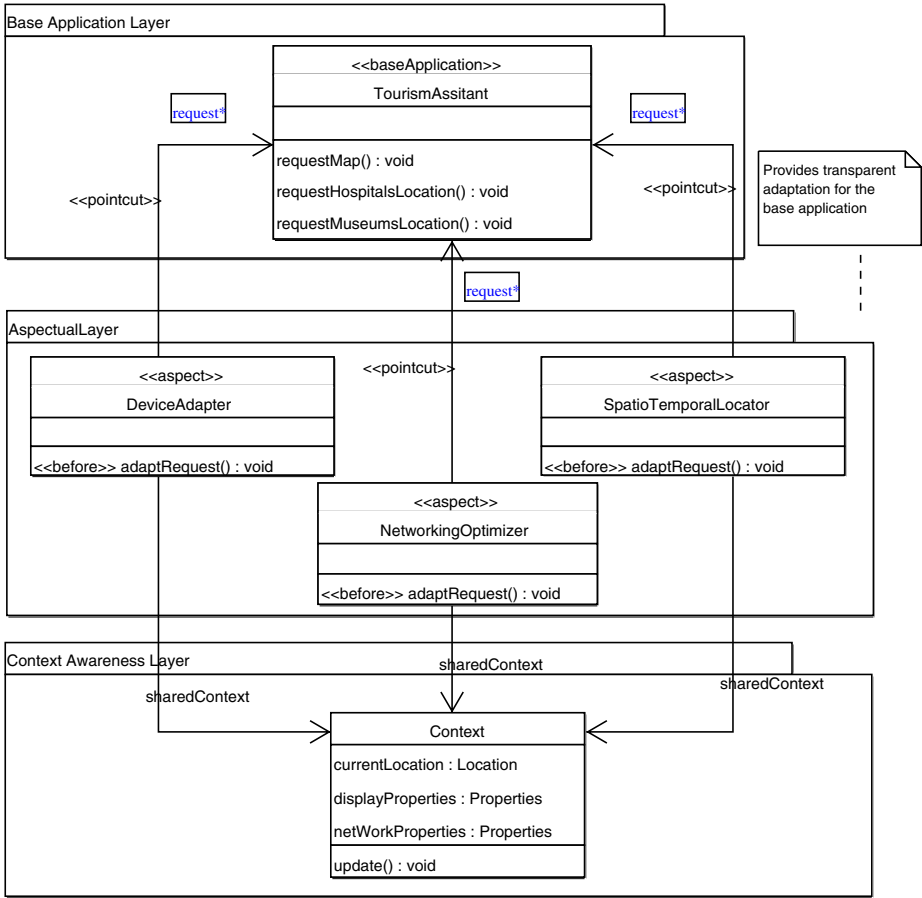 Base Application Layer
<<baseApplication>>
TourismAssitant
request*
request*
requestMap() : void
requestHospitalsLocation() : void
requestMuseumsLocation() : void
<<pointcut>>
<<pointcut>>
Provides transparent
adaptation for the
base application
request*
AspectualLayer
<<pointcut>>
<<aspect>>
DeviceAdapter
<<before>> adaptRequest() : void
<<aspect>>
SpatioTemporalLocator
<<before>> adaptRequest() : void
<<aspect>>
NetworkingOptimizer
<<before>> adaptRequest() : void
Context Awareness Layer
sharedContext
sharedContext
sharedContext
Context
currentLocation : Location
displayProperties : Properties
netWorkProperties : Properties
update() : void